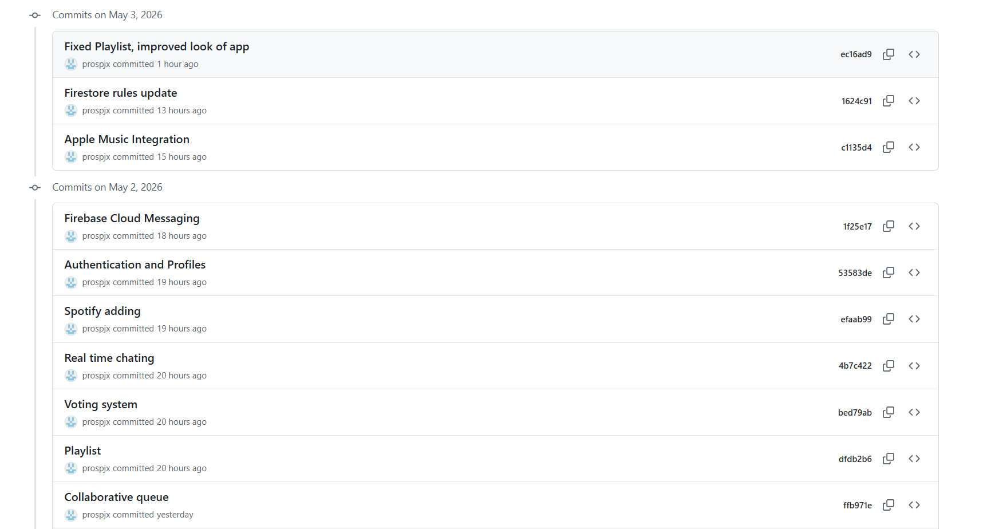 Commits on May 3, 2026
Fixed Playlist, improved look of app
prospjx committed 1 hour ago
ec16ad9
Firestore rules update
prospjx committed 13 hours ago
1624c91
Apple Music Integration
prospjx committed 15 hours ago
c1135d4
Commits on May 2, 2026
Firebase Cloud Messaging
prospjx committed 18 hours ago
1f25e17
Authentication and Profiles
prospjx committed 19 hours ago
53583de
Spotify adding
prospjx committed 19 hours ago
efaab99
Real time chating
prospjx committed 20 hours ago
4b7c422
Voting system
prospjx committed 20 hours ago
bed79ab
Playlist
prospjx committed 20 hours ago
dfdb2b6
Collaborative queue
prospjx committed yesterday
ffb971e